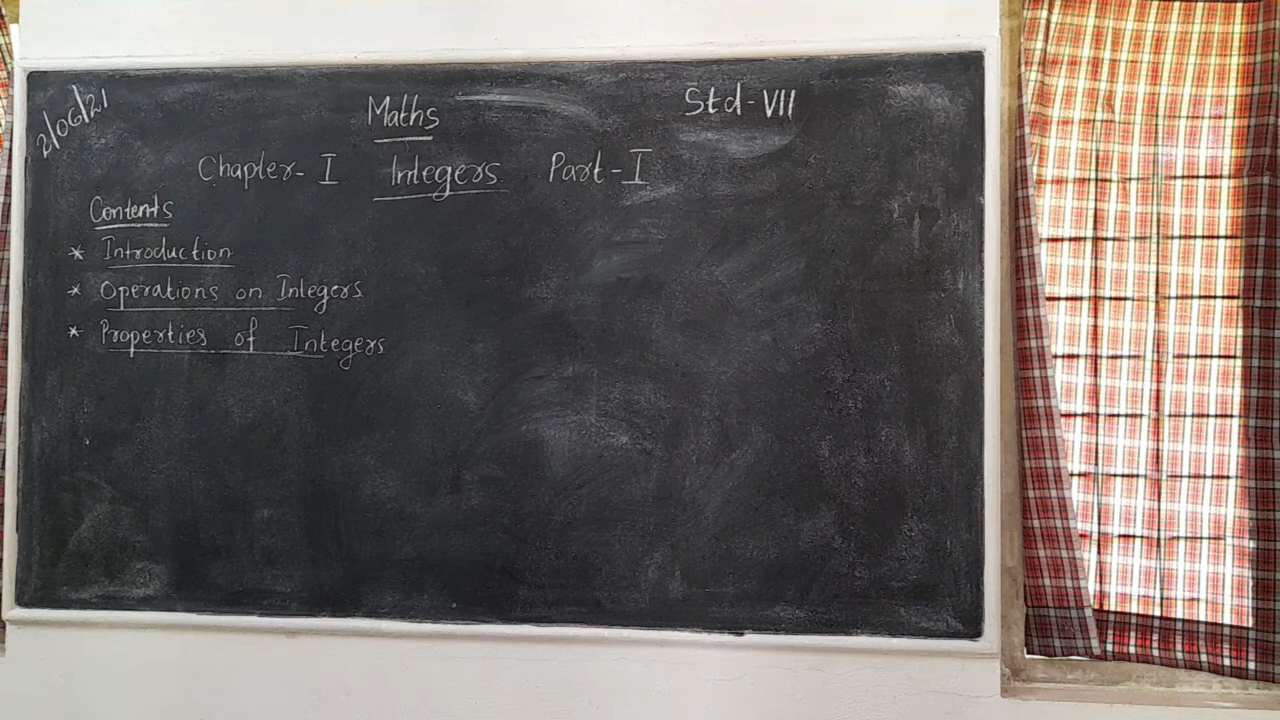 2/06/21
Maths
Std-VII
Chapter-I Integers Part-I
Contents
* Introduction
* Operations on Integers
* Properties of Integers